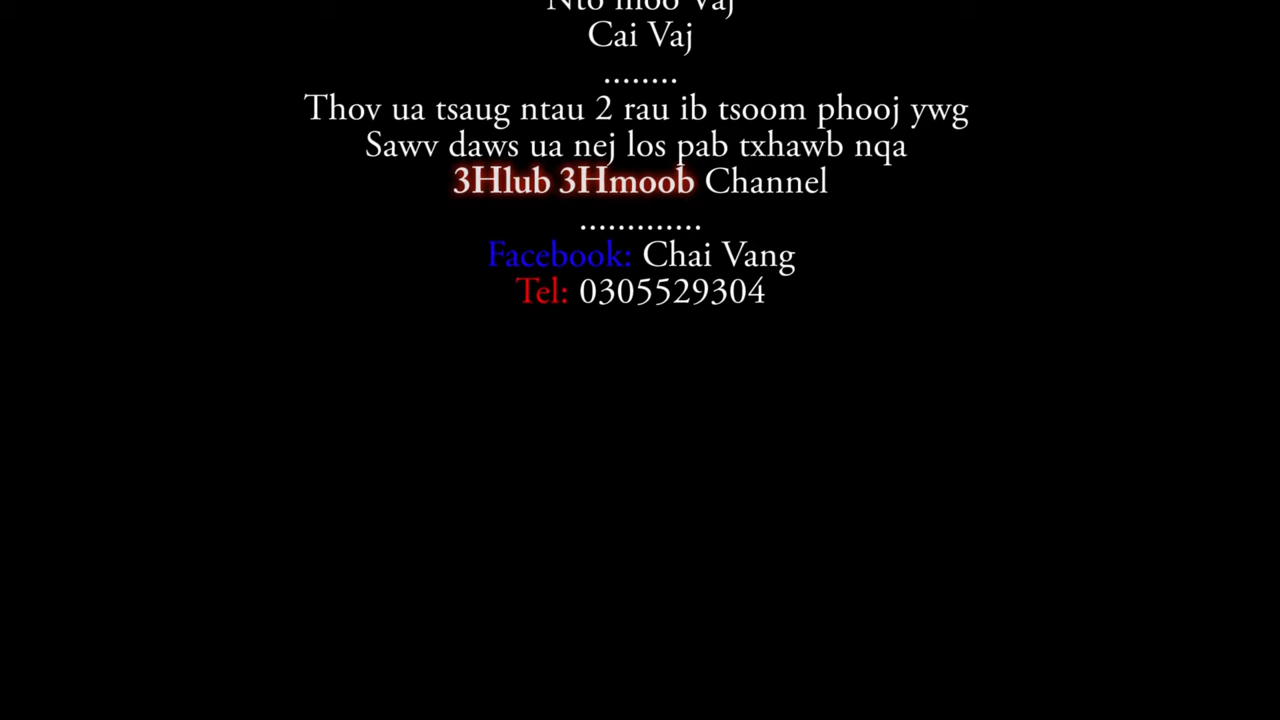 Vaj
Cai Vaj
........
Thov ua tsaug ntau 2 rau ib tsoom phooj ywg
Sawv daws ua nej los pab txhawb nqa
3Hlub 3Hmoob Channel
.............
Facebook: Chai Vang
Tel: 0305529304